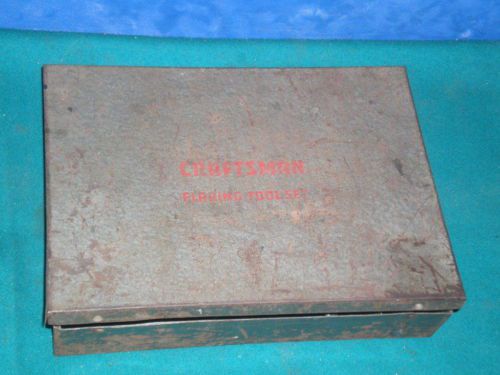 CRAFTSMAN
FLARING TOOL SET